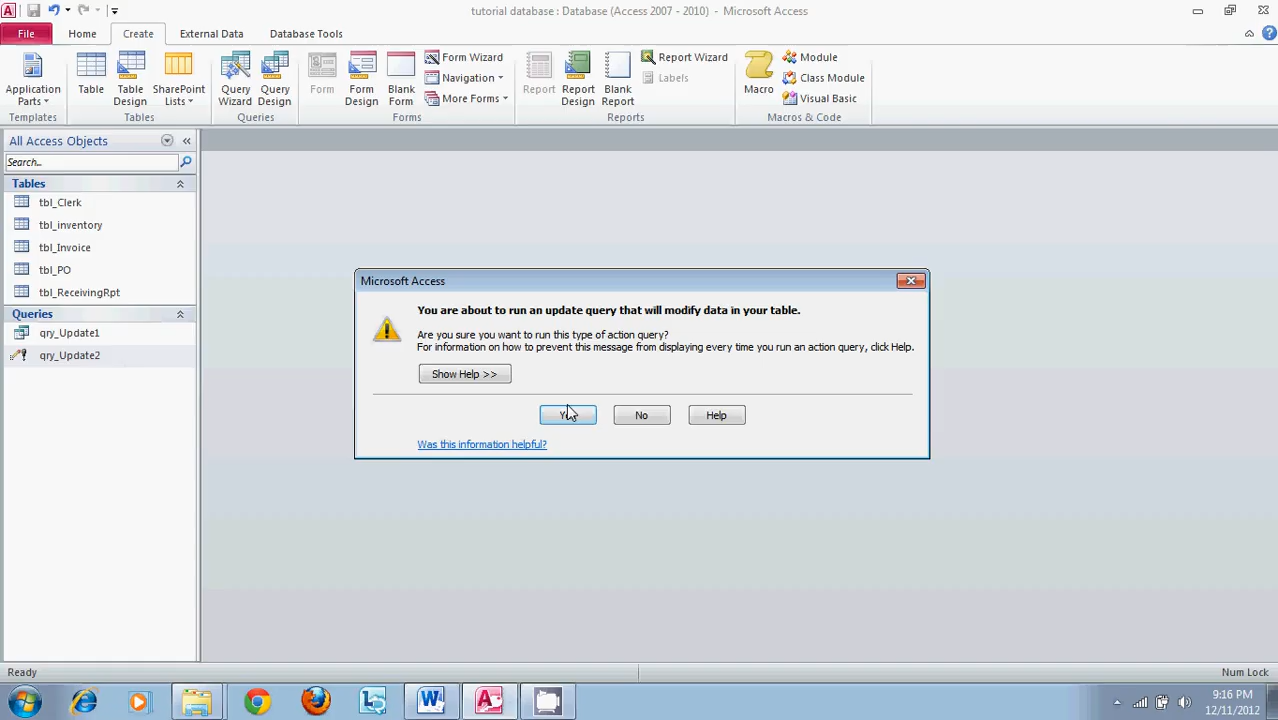 tutorial database : Database (Access 2007 - 2010) - Microsoft Access
File Home Create External Data Database Tools
Application Parts
Table
Table Design
SharePoint Lists
Query Wizard
Query Design
Form
Form Design
Blank Form
Form Wizard
Navigation
More Forms
Report
Report Design
Blank Report
Report Wizard
Labels
Macro
Module
Class Module
Visual Basic
Templates Tables Queries Forms Reports Macros & Code
All Access Objects
Search...
Tables
tbl_Clerk
tbl_inventory
tbl_Invoice
tbl_PO
tbl_ReceivingRpt
Queries
qry_Update1
qry_Update2
Microsoft Access
You are about to run an update query that will modify data in your table.
Are you sure you want to run this type of action query?
For information on how to prevent this message from displaying every time you run an action query, click Help.
Show Help >>
No Help
Was this information helpful?
Ready Num Lock
9:16 PM
12/11/2012